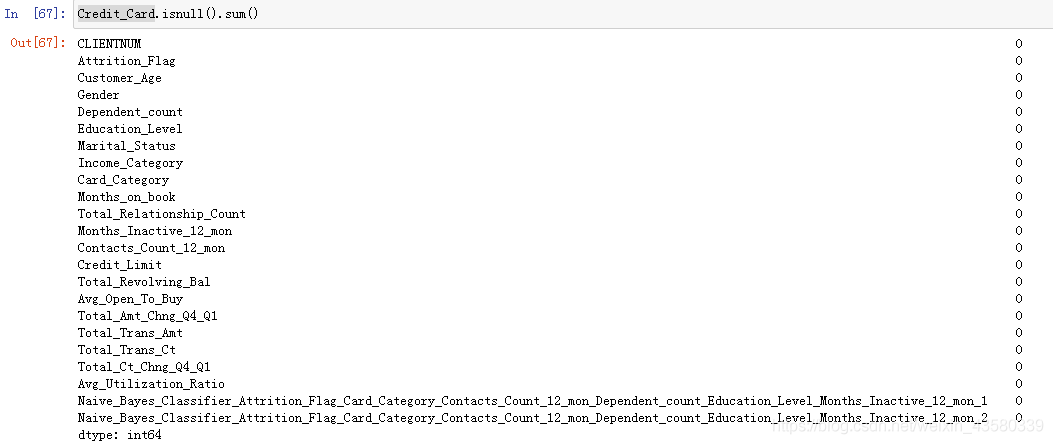 In [67]: Credit_Card.isnull().sum()
Out[67]: CLIENTNUM 0
Attrition_Flag 0
Customer_Age 0
Gender 0
Dependent_count 0
Education_Level 0
Marital_Status 0
Income_Category 0
Card_Category 0
Months_on_book 0
Total_Relationship_Count 0
Months_Inactive_12_mon 0
Contacts_Count_12_mon 0
Credit_Limit 0
Total_Revolving_Bal 0
Avg_Open_To_Buy 0
Total_Amt_Chng_Q4_Q1 0
Total_Trans_Amt 0
Total_Trans_Ct 0
Total_Ct_Chng_Q4_Q1 0
Avg_Utilization_Ratio 0
Naive_Bayes_Classifier_Attrition_Flag_Card_Category_Contacts_Count_12_mon_Dependent_count_Education_Level_Months_Inactive_12_mon_1 0
Naive_Bayes_Classifier_Attrition_Flag_Card_Category_Contacts_Count_12_mon_Dependent_count_Education_Level_Months_Inactive_12_mon_2 0
dtype: int64
https://blog.csdn.net/weixin_43580339